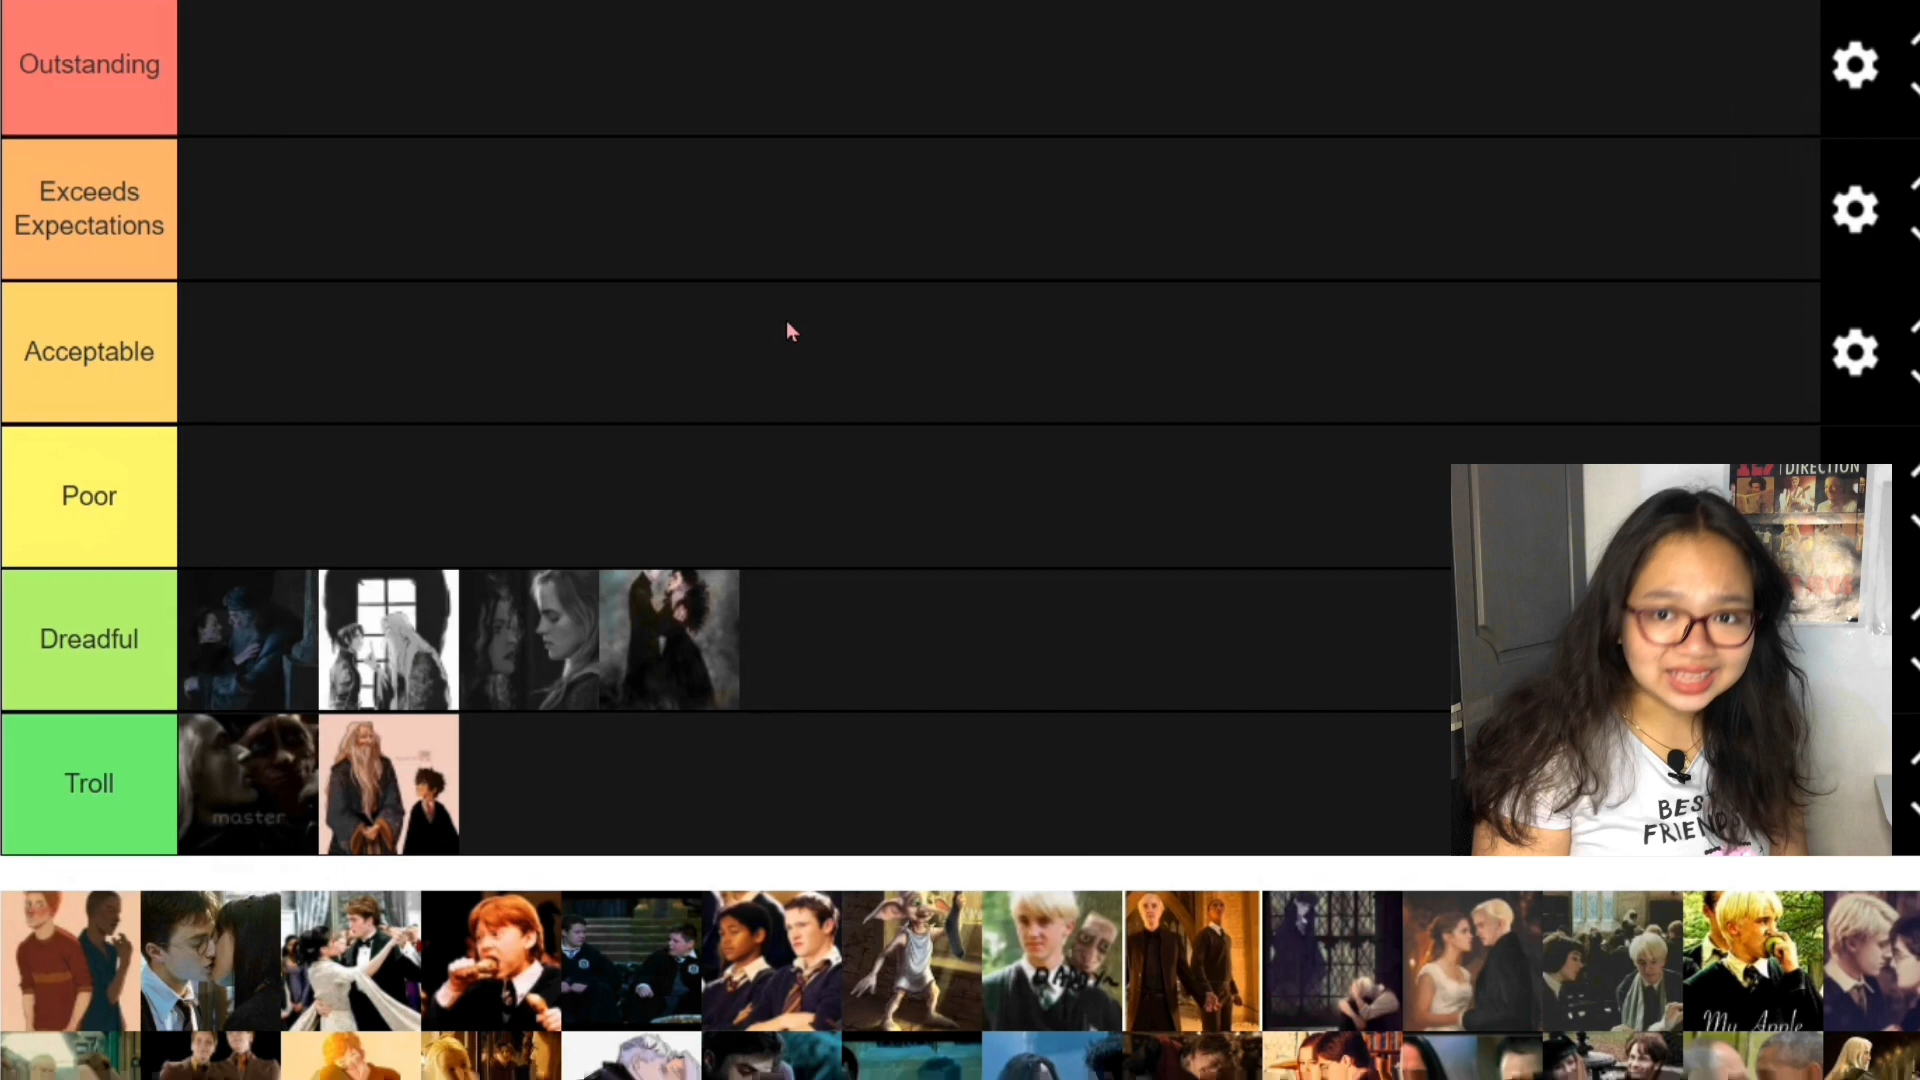 Outstanding
Exceeds
Expectations
Acceptable
Poor
DIRECTION
Dreadful
Troll
master
BES
FRIEN
My Apple